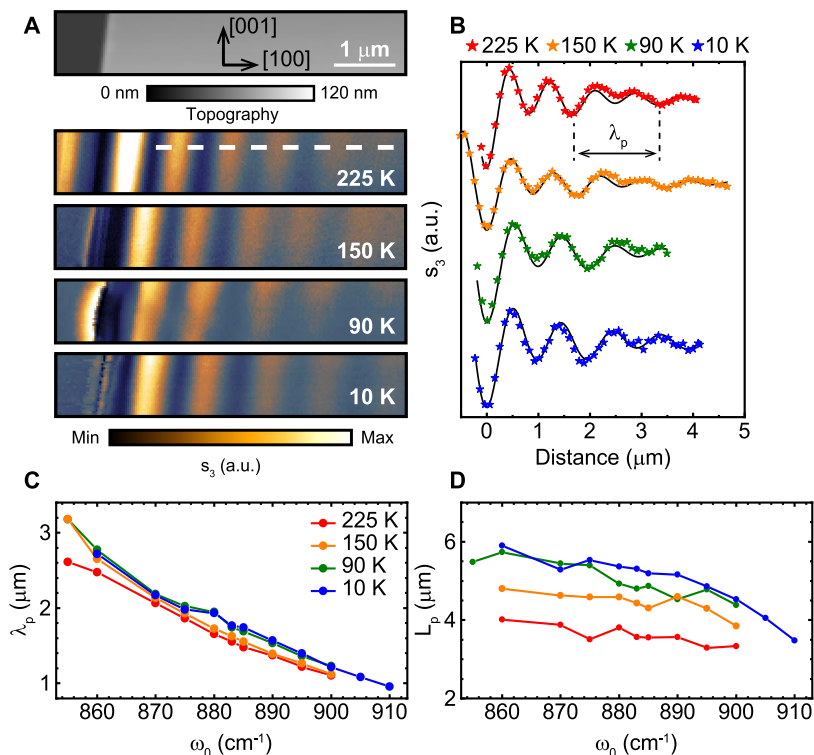 A
[001]
[100]
1 μm
0 nm
120 nm
Topography
225 K
150 K
90 K
10 K
Min
Max
s₃ (a.u.)
B
225 K 150 K 90 K 10 K
λₚ
s₃ (a.u.)
0 1 2 3 4 5
Distance (μm)
C
225 K
150 K
90 K
10 K
3
2
1
λₚ (μm)
860 870 880 890 900 910
ω₀ (cm⁻¹)
D
6
4
2
Lₚ (μm)
860 870 880 890 900 910
ω₀ (cm⁻¹)